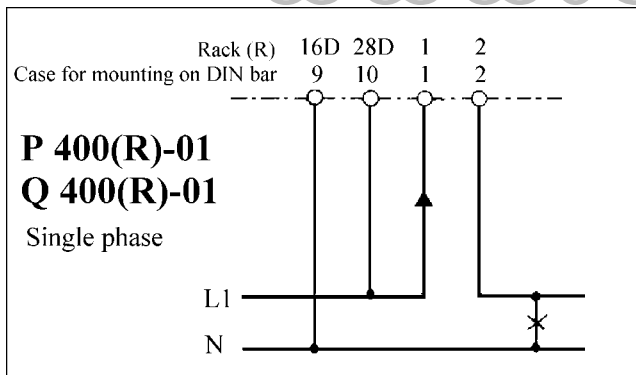 Rack (R) 16D 28D 1 2
Case for mounting on DIN bar 9 10 1 2
P 400(R)-01
Q 400(R)-01
Single phase
L1
N